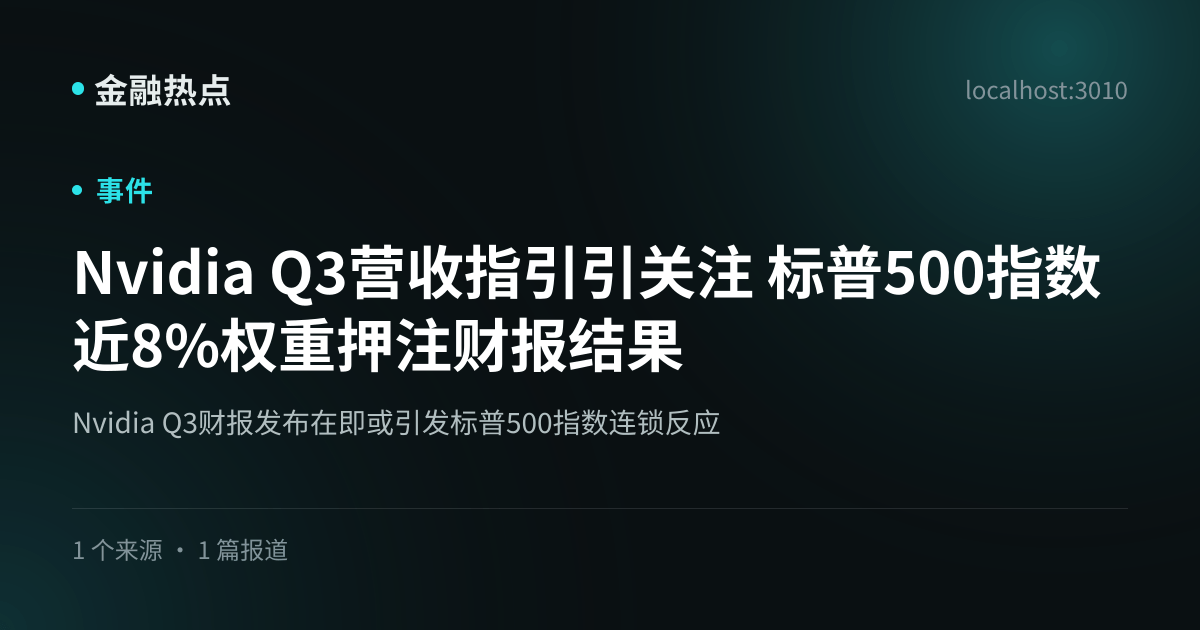 金融热点
localhost:3010
事件
Nvidia Q3营收指引引关注 标普500指数
近8%权重押注财报结果
Nvidia Q3财报发布在即或引发标普500指数连锁反应
1 个来源 · 1 篇报道